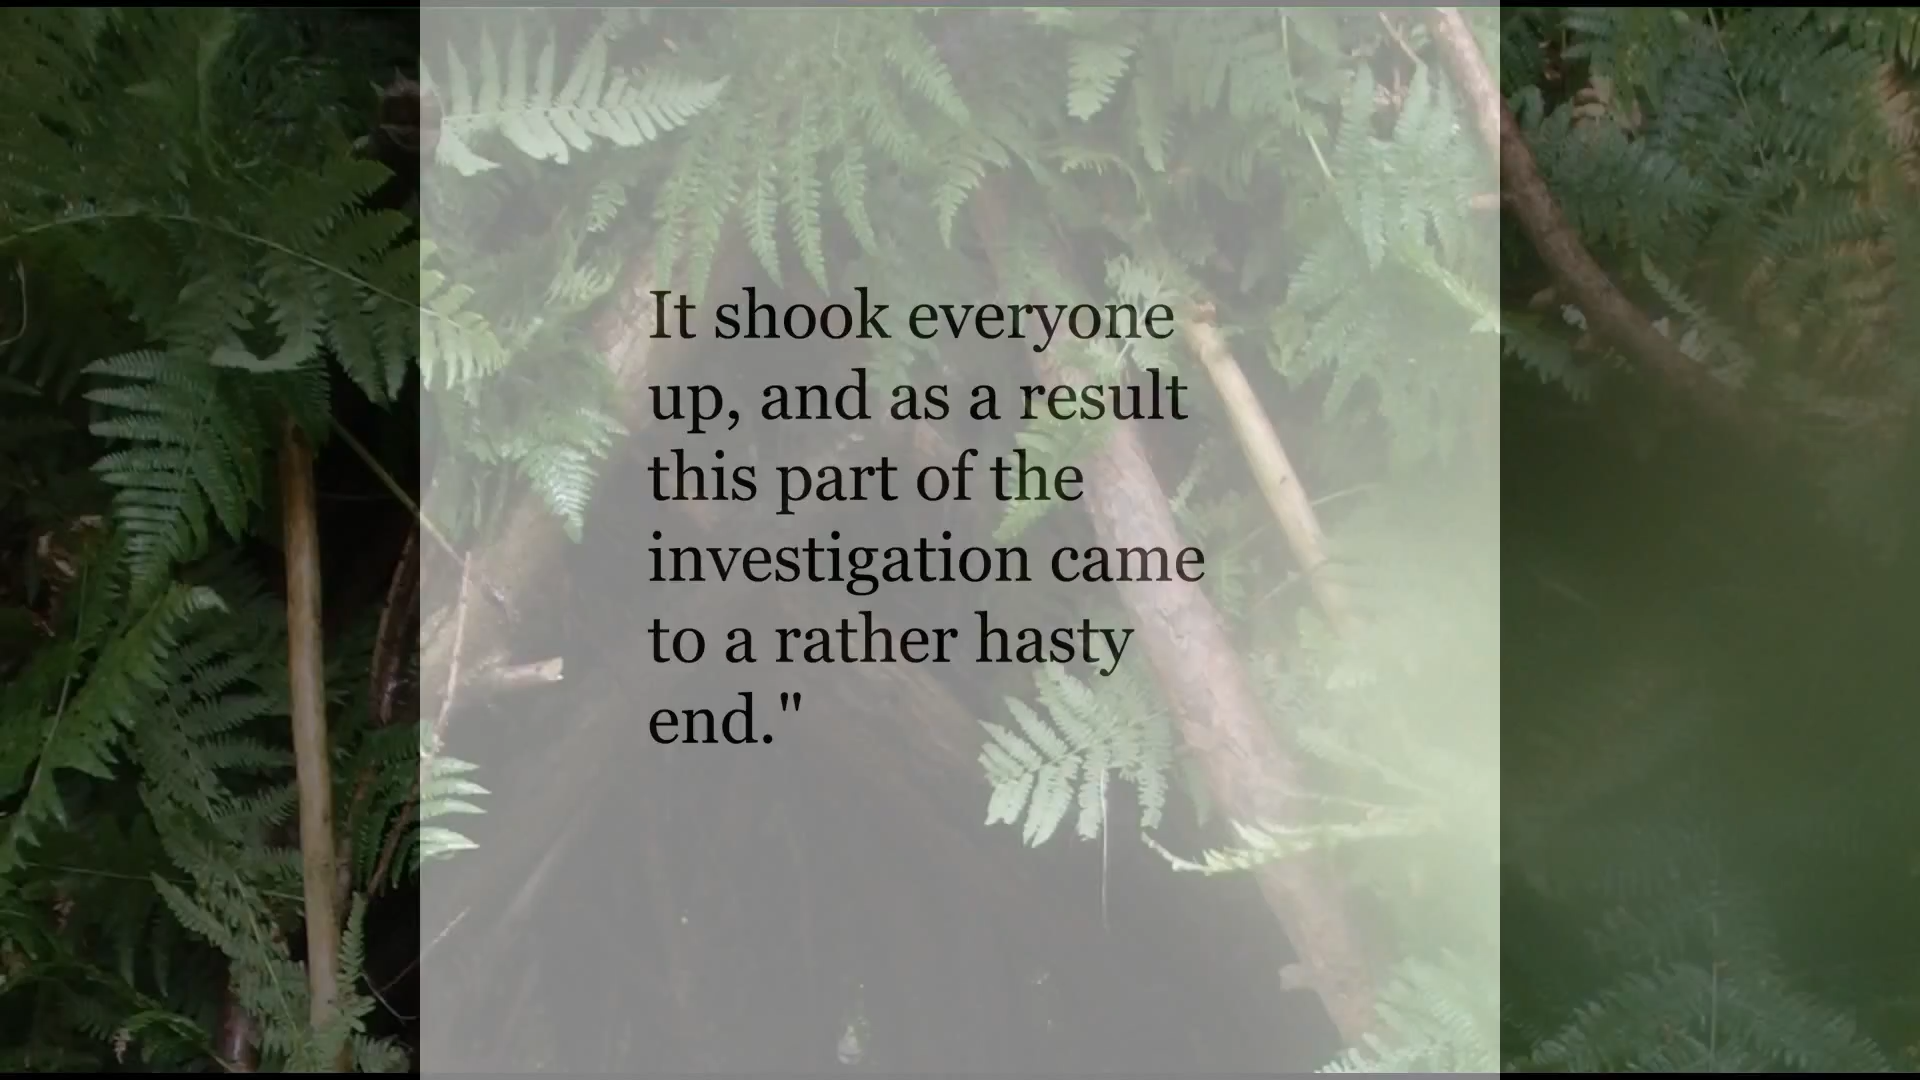 It shook everyone
up, and as a result
this part of the
investigation came
to a rather hasty
end."